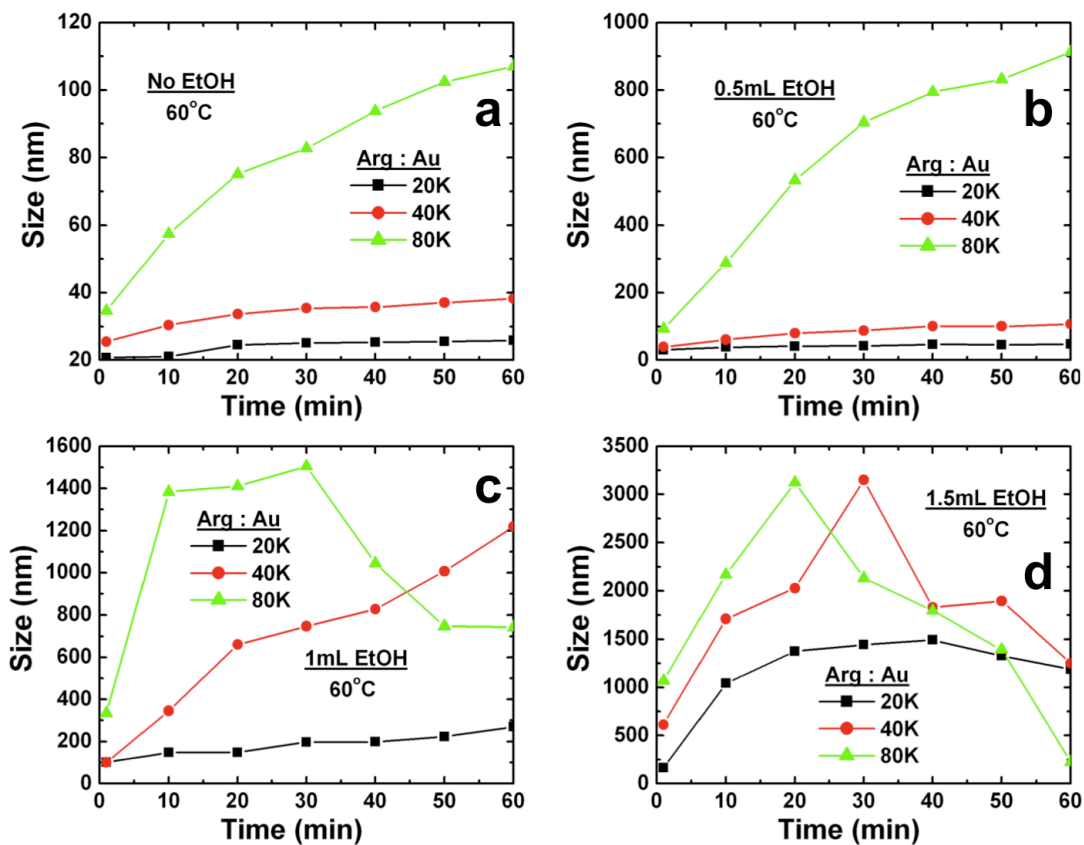 120
100
80
60
40
20
Size (nm)
No EtOH
60°C
a
Arg : Au
20K
40K
80K
0 10 20 30 40 50 60
Time (min)
1000
800
600
400
200
0
Size (nm)
0.5mL EtOH
60°C
b
Arg : Au
20K
40K
80K
0 10 20 30 40 50 60
Time (min)
1600
1400
1200
1000
800
600
400
200
0
Size (nm)
c
Arg : Au
20K
40K
80K
1mL EtOH
60°C
0 10 20 30 40 50 60
Time (min)
3500
3000
2500
2000
1500
1000
500
0
Size (nm)
1.5mL EtOH
60°C
d
Arg : Au
20K
40K
80K
0 10 20 30 40 50 60
Time (min)